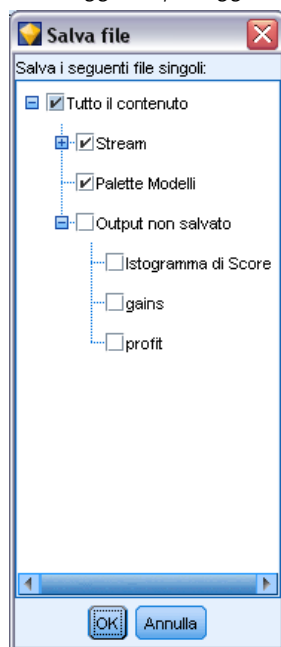 Salva file
Salva i seguenti file singoli:
Tutto il contenuto
Stream
Palette Modelli
Output non salvato
Istogramma di Score
gains
profit
OK
Annulla